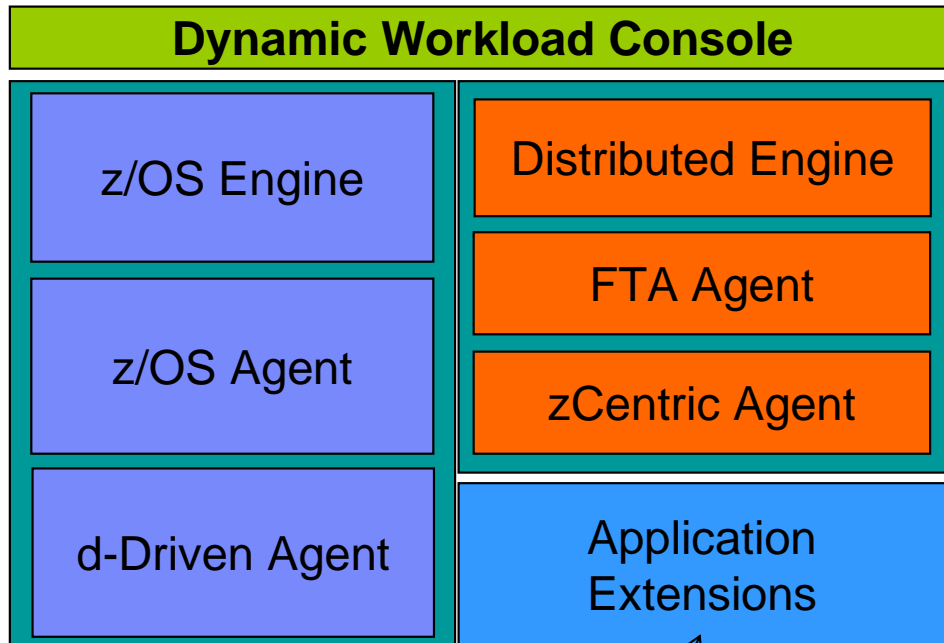 Dynamic Workload Console
z/OS Engine
z/OS Agent
d-Driven Agent
Distributed Engine
FTA Agent
zCentric Agent
Application
Extensions